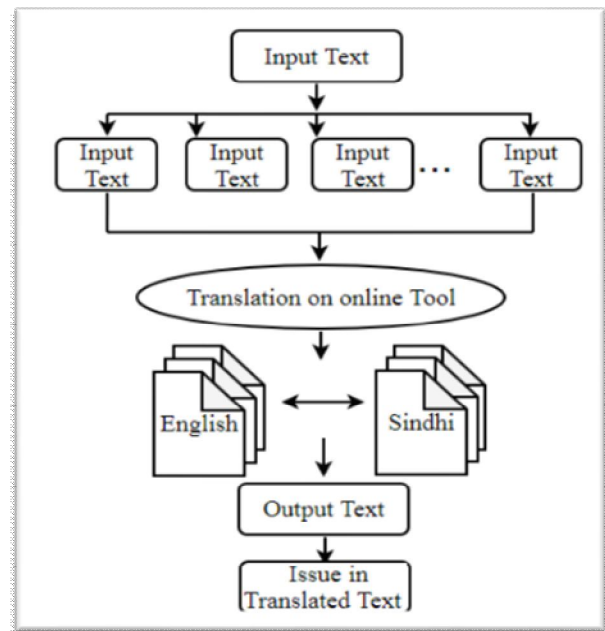 Input Text
Input
Text
Input
Text
Input
Text
...
Input
Text
Translation on online Tool
English
Sindhi
Output Text
Issue in
Translated Text